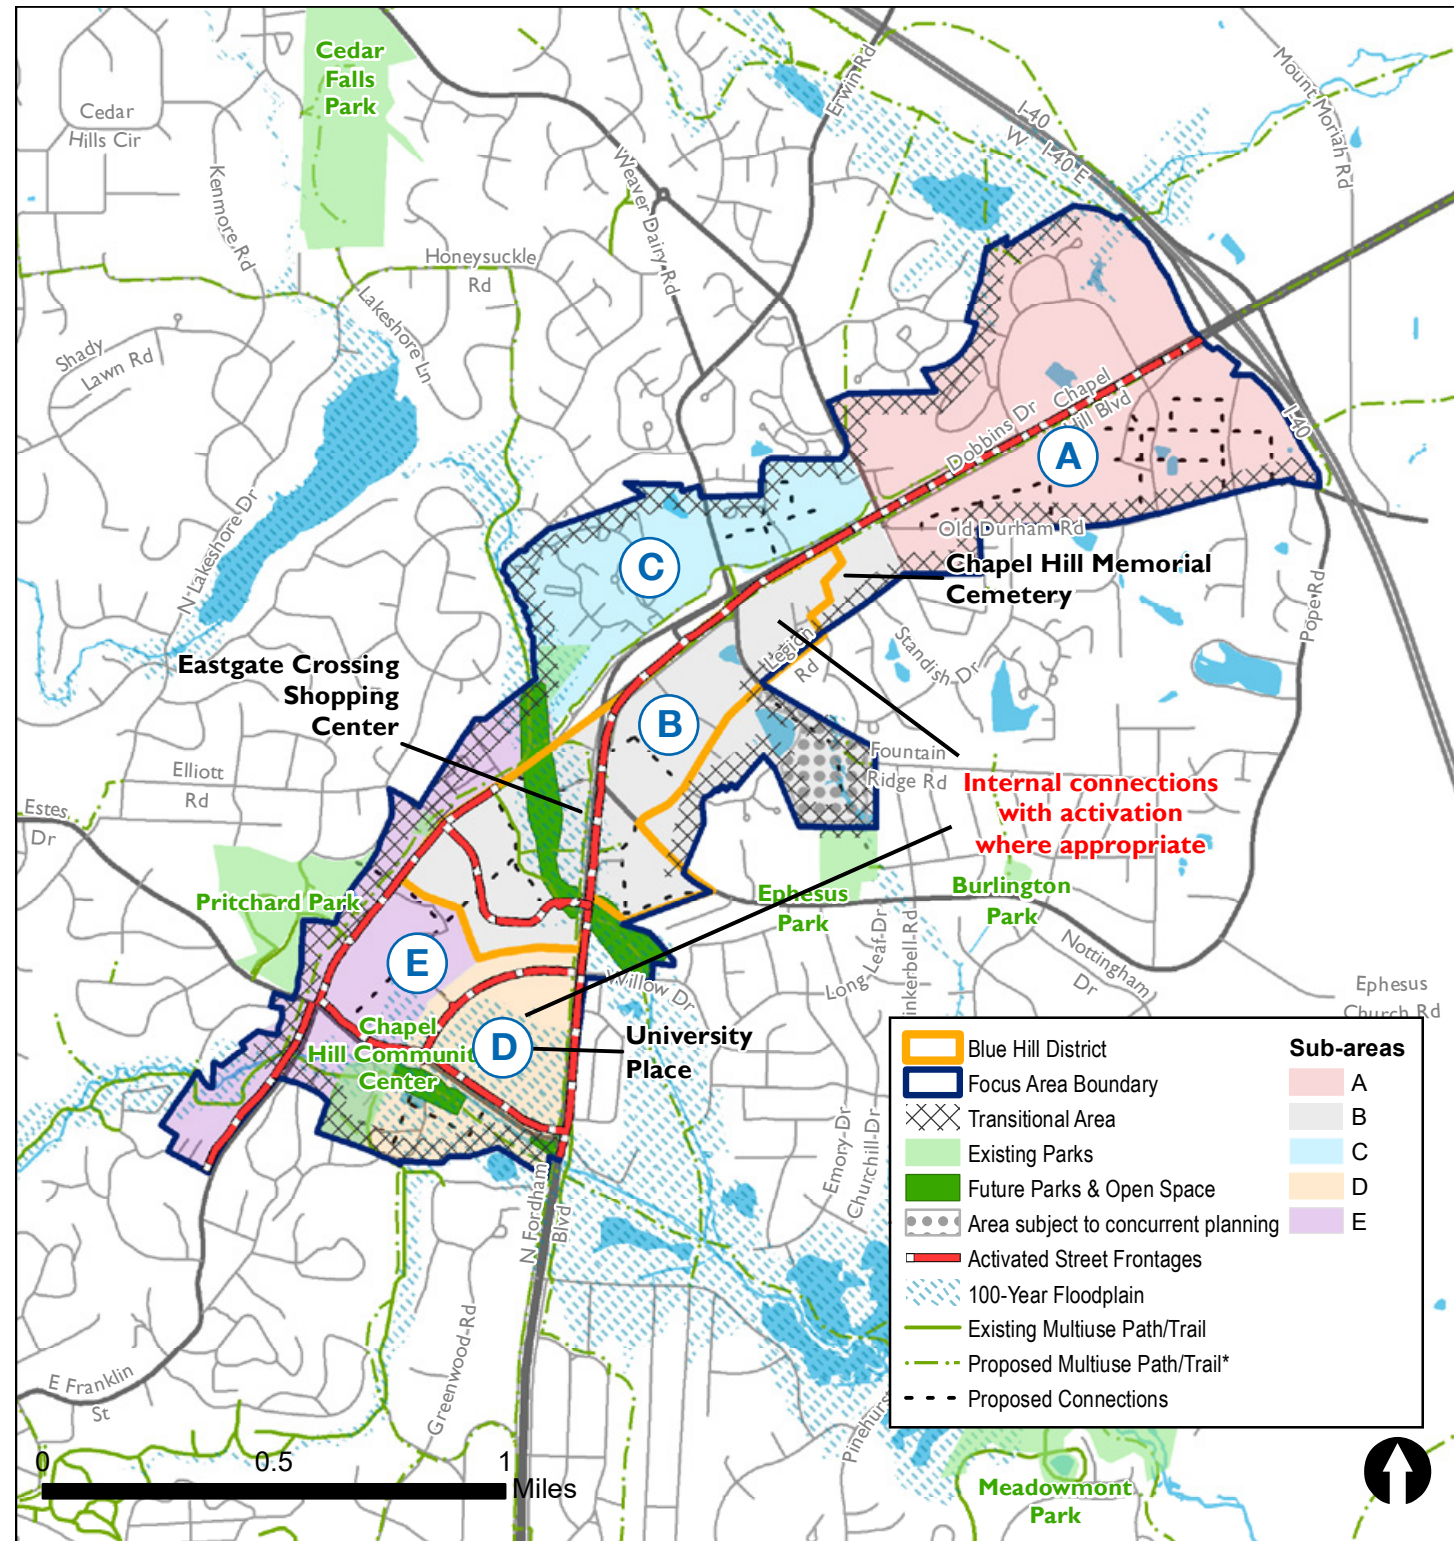 Cedar
Falls
Park
Cedar
Hills Cir
Kenmore Rd
Honeysuckle
Rd
Weaver Dairy Rd
Erwin Rd
I-40
W
I-40 E
Mount Moriah Rd
Lakeshore Ln
Shady
Lawn Rd
N Lakeshore Dr
Dobbins Dr
Chapel
Hill Blvd
A
I-40
Old Durham Rd
C
Chapel Hill Memorial
Cemetery
Pope Rd
Standish Dr
Legion
Rd
Eastgate Crossing
Shopping
Center
B
Fountain
Ridge Rd
Elliott
Rd
Estes
Dr
Internal connections
with activation
where appropriate
Pritchard Park
Ephesus
Park
Burlington
Park
Long Leaf Dr
Nottingham
Dr
Ephesus
Church Rd
E
Willow Dr
Chapel
Hill Communit
Center
D
University
Place
Emory Dr
Churchill Dr
N Fordham
Blvd
Greenwood Rd
E Franklin
St
Blue Hill District
Focus Area Boundary
Transitional Area
Existing Parks
Future Parks & Open Space
Area subject to concurrent planning
Activated Street Frontages
100-Year Floodplain
Existing Multiuse Path/Trail
Proposed Multiuse Path/Trail*
Proposed Connections
Sub-areas
A
B
C
D
E
0 0.5 1
Miles
Meadowmont
Park